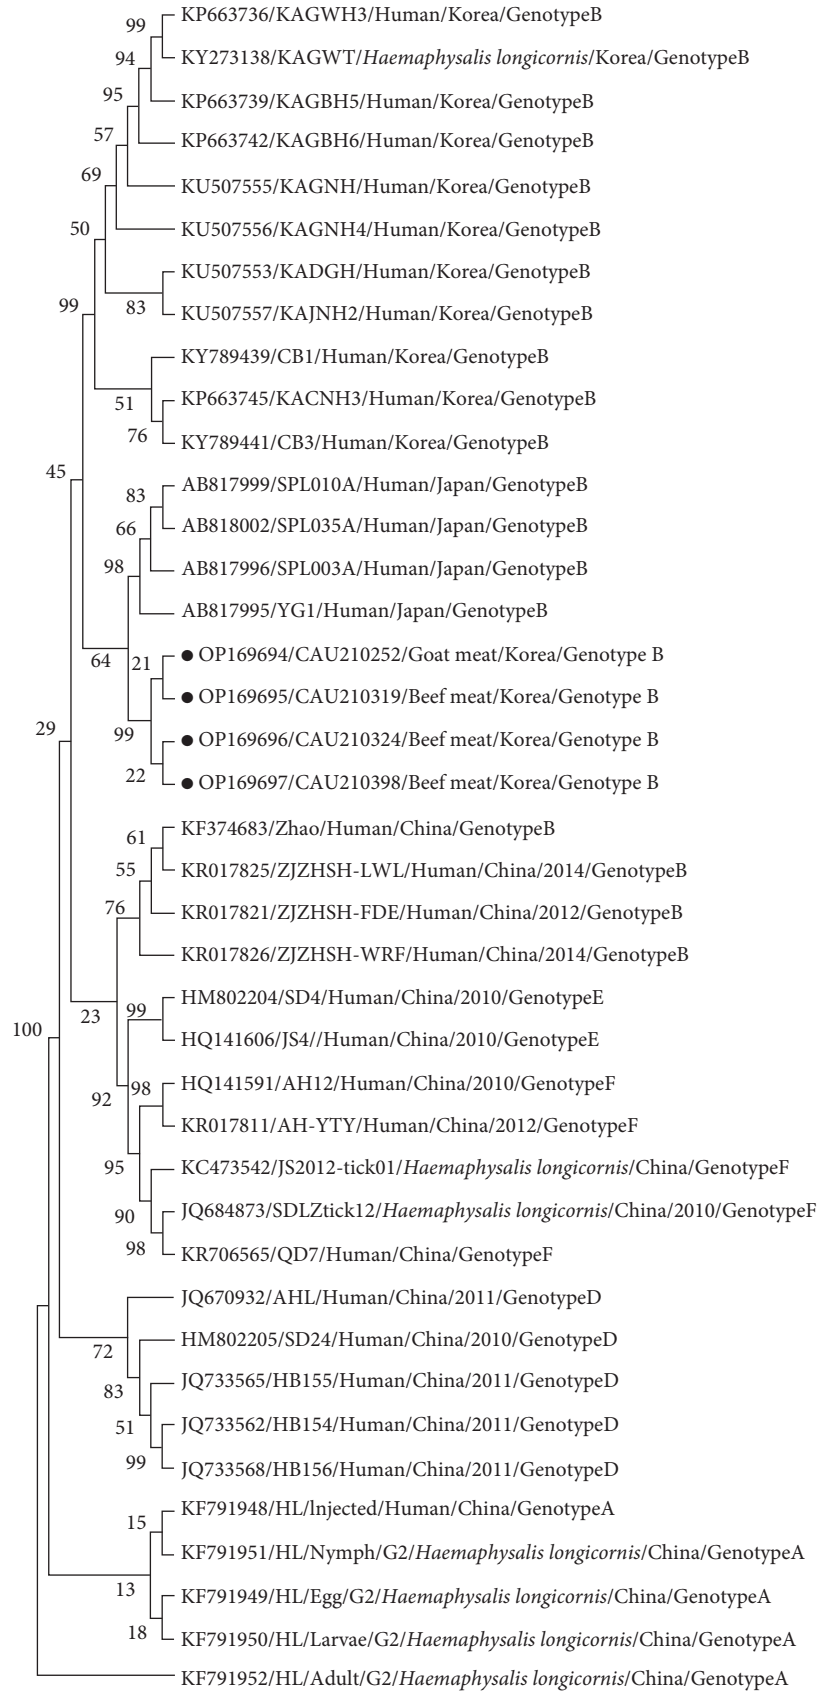 99
KP663736/KAGWH3/Human/Korea/GenotypeB
94
KY273138/KAGWT/Haemaphysalis longicornis/Korea/GenotypeB
95
KP663739/KAGBH5/Human/Korea/GenotypeB
57
KP663742/KAGBH6/Human/Korea/GenotypeB
69
KU507555/KAGNH/Human/Korea/GenotypeB
50
KU507556/KAGNH4/Human/Korea/GenotypeB
KU507553/KADGH/Human/Korea/GenotypeB
99
83
KU507557/KAJNH2/Human/Korea/GenotypeB
KY789439/CB1/Human/Korea/GenotypeB
51
KP663745/KACNH3/Human/Korea/GenotypeB
76
KY789441/CB3/Human/Korea/GenotypeB
45
83
AB817999/SPL010A/Human/Japan/GenotypeB
66
AB818002/SPL035A/Human/Japan/GenotypeB
98
AB817996/SPL003A/Human/Japan/GenotypeB
AB817995/YG1/Human/Japan/GenotypeB
64
21
● OP169694/CAU210252/Goat meat/Korea/Genotype B
● OP169695/CAU210319/Beef meat/Korea/Genotype B
29
99
● OP169696/CAU210324/Beef meat/Korea/Genotype B
22
● OP169697/CAU210398/Beef meat/Korea/Genotype B
61
KF374683/Zhao/Human/China/GenotypeB
55
KR017825/ZJZHSH-LWL/Human/China/2014/GenotypeB
76
KR017821/ZJZHSH-FDE/Human/China/2012/GenotypeB
KR017826/ZJZHSH-WRF/Human/China/2014/GenotypeB
HM802204/SD4/Human/China/2010/GenotypeE
23
99
100
HQ141606/JS4//Human/China/2010/GenotypeE
92
98
HQ141591/AH12/Human/China/2010/GenotypeF
KR017811/AH-YTY/Human/China/2012/GenotypeF
95
KC473542/JS2012-tick01/Haemaphysalis longicornis/China/GenotypeF
90
JQ684873/SDLZtick12/Haemaphysalis longicornis/China/2010/GenotypeF
98
KR706565/QD7/Human/China/GenotypeF
JQ670932/AHL/Human/China/2011/GenotypeD
72
HM802205/SD24/Human/China/2010/GenotypeD
83
JQ733565/HB155/Human/China/2011/GenotypeD
51
JQ733562/HB154/Human/China/2011/GenotypeD
99
JQ733568/HB156/Human/China/2011/GenotypeD
15
KF791948/HL/lnjected/Human/China/GenotypeA
KF791951/HL/Nymph/G2/Haemaphysalis longicornis/China/GenotypeA
13
KF791949/HL/Egg/G2/Haemaphysalis longicornis/China/GenotypeA
18
KF791950/HL/Larvae/G2/Haemaphysalis longicornis/China/GenotypeA
KF791952/HL/Adult/G2/Haemaphysalis longicornis/China/GenotypeA